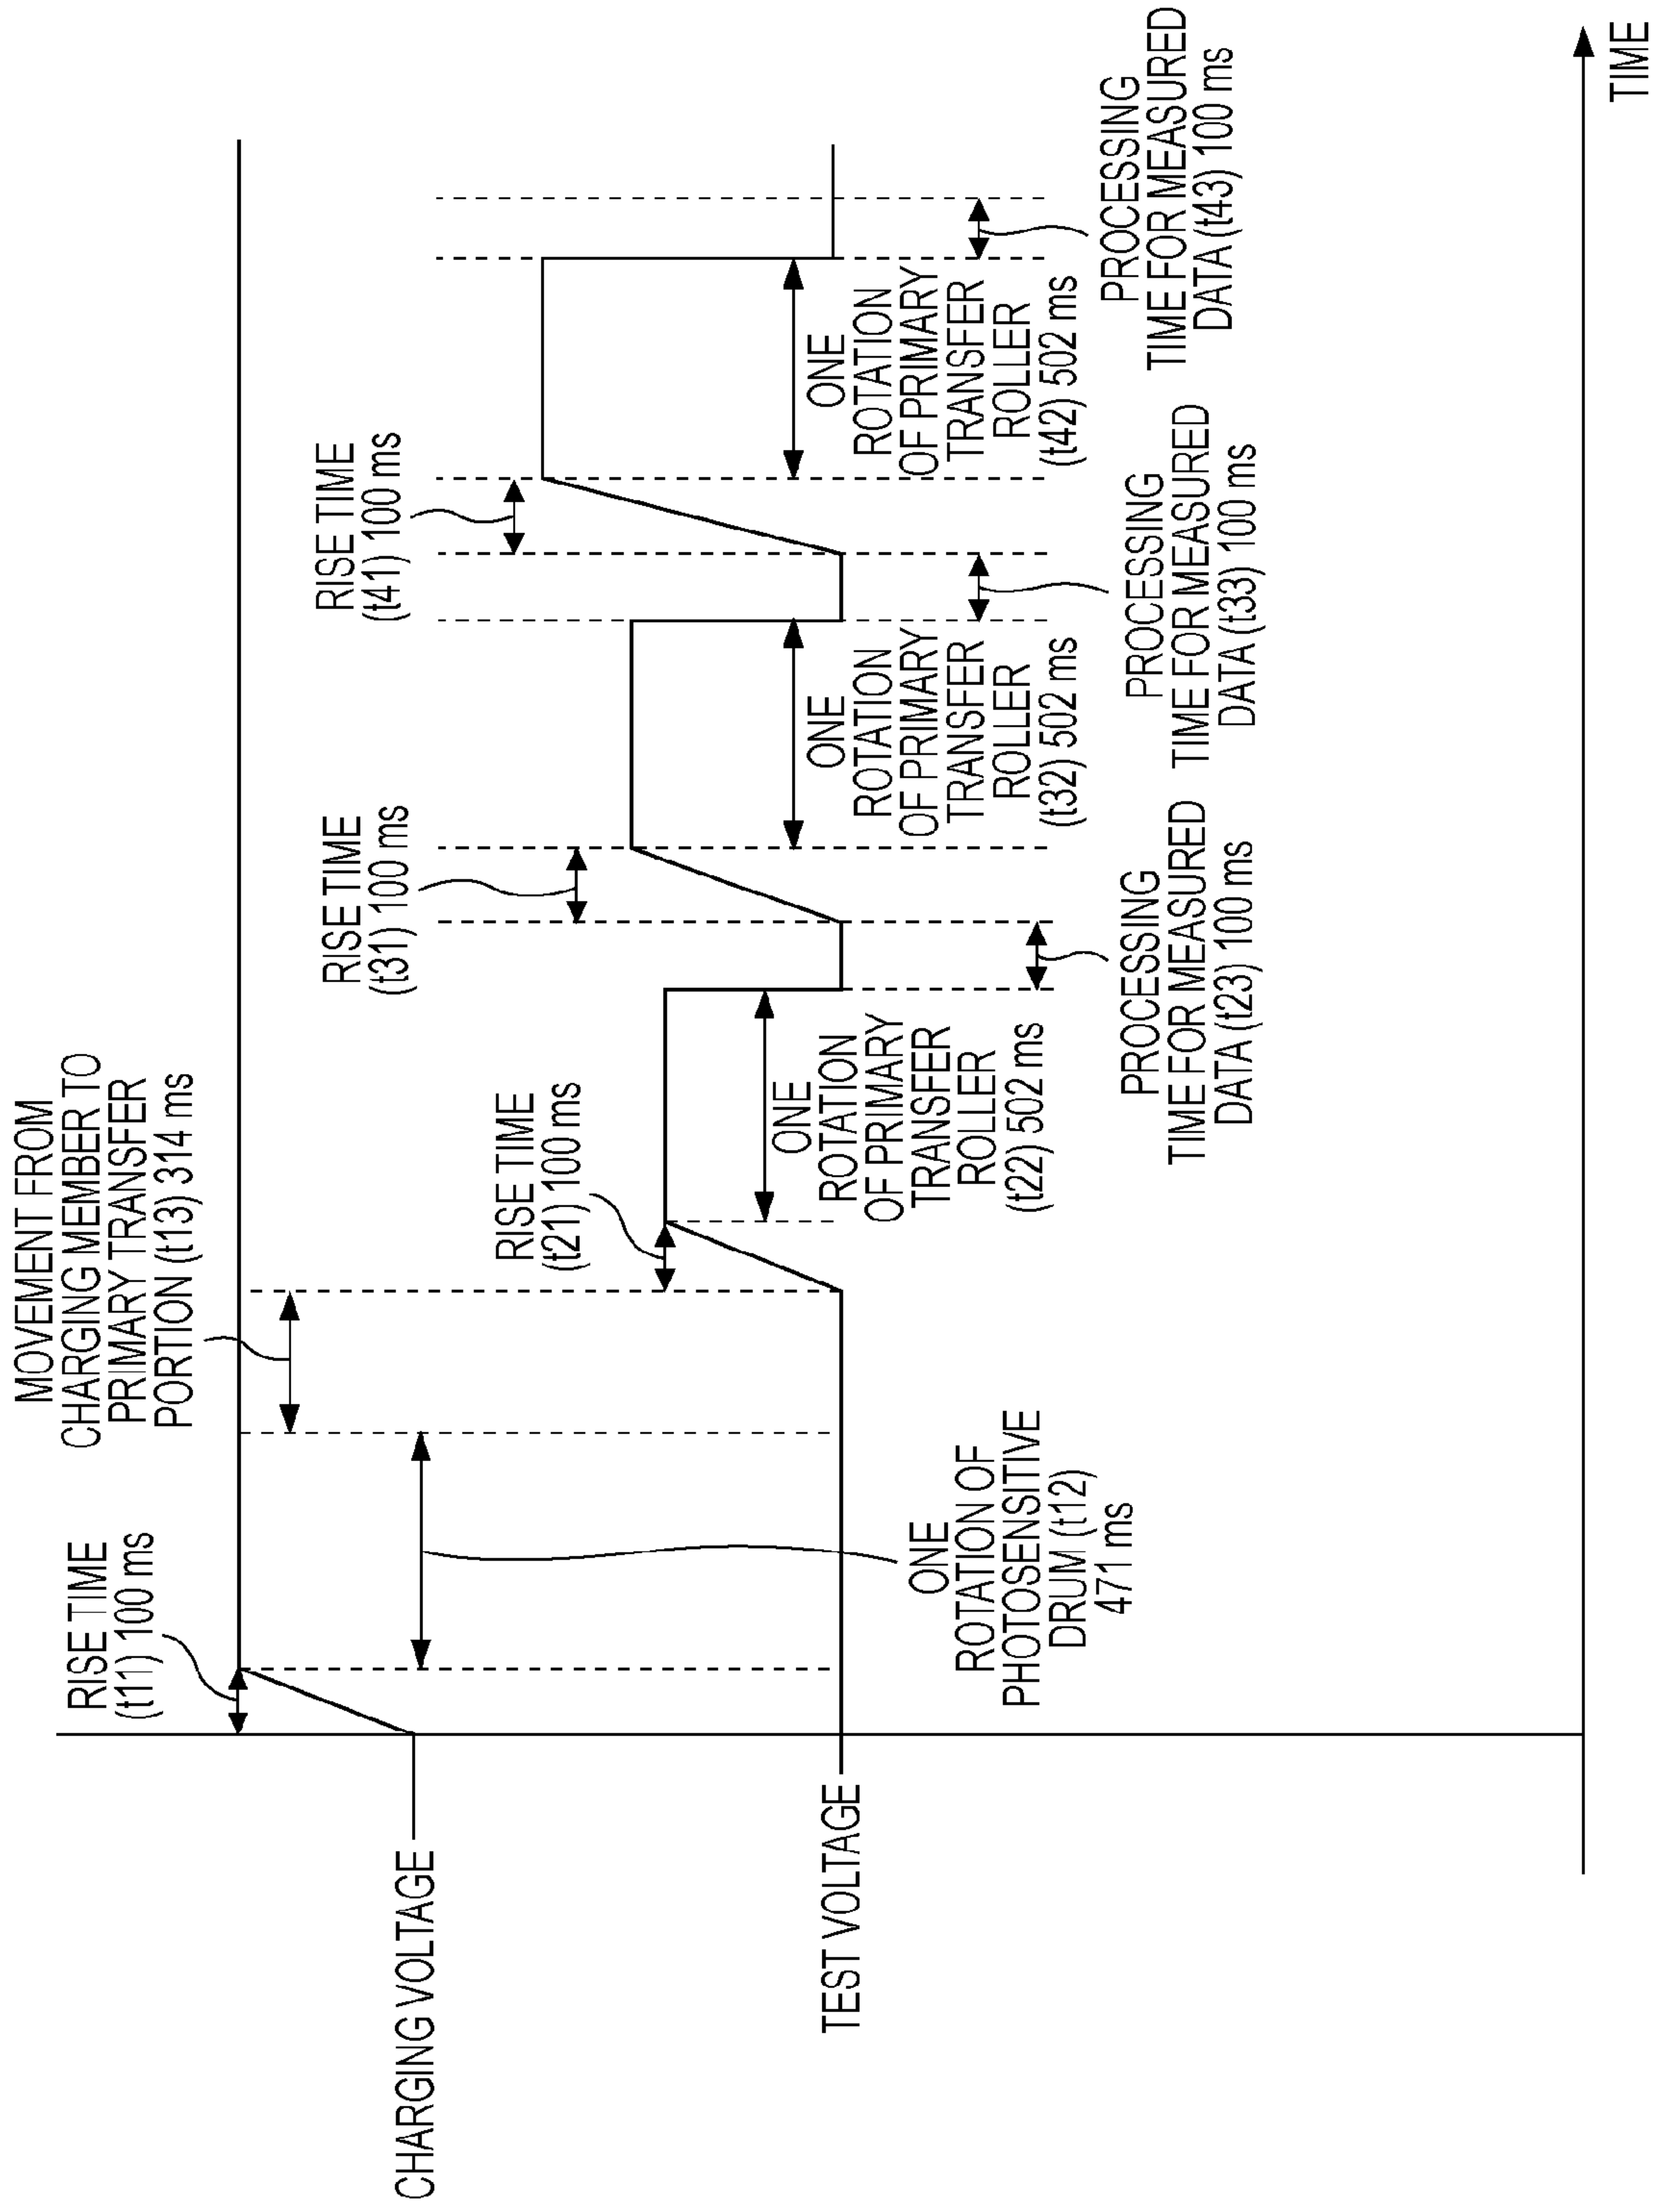 MOVEMENT FROM
CHARGING MEMBER TO
PRIMARY TRANSFER
PORTION (t13) 314 ms
RISE TIME
(t11) 100 ms
RISE TIME
(t21) 100 ms
RISE TIME
(t31) 100 ms
RISE TIME
(t41) 100 ms
CHARGING VOLTAGE
TEST VOLTAGE
ONE
ROTATION OF
PHOTOSENSITIVE
DRUM (t12)
471 ms
ONE
ROTATION
OF PRIMARY
TRANSFER
ROLLER
(t22) 502 ms
ONE
ROTATION
OF PRIMARY
TRANSFER
ROLLER
(t32) 502 ms
ONE
ROTATION
OF PRIMARY
TRANSFER
ROLLER
(t42) 502 ms
PROCESSING
TIME FOR MEASURED
DATA (t23) 100 ms
PROCESSING
TIME FOR MEASURED
DATA (t33) 100 ms
PROCESSING
TIME FOR MEASURED
DATA (t43) 100 ms
TIME